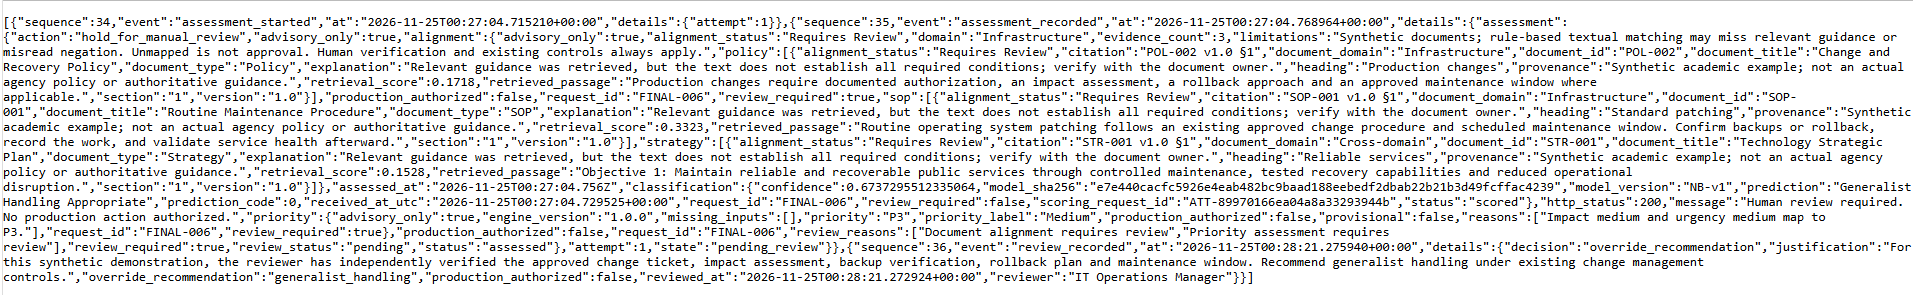 [{"sequence":34,"event":"assessment_started","at":"2026-11-25T00:27:04.715210+00:00","details":{"attempt":1}},{"sequence":35,"event":"assessment_recorded","at":"2026-11-25T00:27:04.768964+00:00","details":{"assessment":
{"action":"hold_for_manual_review","advisory_only":true,"alignment":{"advisory_only":true,"alignment_status":"Requires Review","domain":"Infrastructure","evidence_count":3,"limitations":"Synthetic documents; rule-based textual matching may miss relevant guidance or
misread negation. Unmapped is not approval. Human verification and existing controls always apply.","policy":[{"alignment_status":"Requires Review","citation":"POL-002 v1.0 §1","document_domain":"Infrastructure","document_id":"POL-002","document_title":"Change and
Recovery Policy","document_type":"Policy","explanation":"Relevant guidance was retrieved, but the text does not establish all required conditions; verify with the document owner.","heading":"Production changes","provenance":"Synthetic academic example; not an actual
agency policy or authoritative guidance.","retrieval_score":0.1718,"retrieved_passage":"Production changes require documented authorization, an impact assessment, a rollback approach and an approved maintenance window where
applicable.","section":"1","version":"1.0"}],"production_authorized":false,"request_id":"FINAL-006","review_required":true,"sop":[{"alignment_status":"Requires Review","citation":"SOP-001 v1.0 §1","document_domain":"Infrastructure","document_id":"SOP-
001","document_title":"Routine Maintenance Procedure","document_type":"SOP","explanation":"Relevant guidance was retrieved, but the text does not establish all required conditions; verify with the document owner.","heading":"Standard patching","provenance":"Synthetic
academic example; not an actual agency policy or authoritative guidance.","retrieval_score":0.3323,"retrieved_passage":"Routine operating system patching follows an existing approved change procedure and scheduled maintenance window. Confirm backups or rollback,
record the work, and validate service health afterward.","section":"1","version":"1.0"}],"strategy":[{"alignment_status":"Requires Review","citation":"STR-001 v1.0 §1","document_domain":"Cross-domain","document_id":"STR-001","document_title":"Technology Strategic
Plan","document_type":"Strategy","explanation":"Relevant guidance was retrieved, but the text does not establish all required conditions; verify with the document owner.","heading":"Reliable services","provenance":"Synthetic academic example; not an actual agency
policy or authoritative guidance.","retrieval_score":0.1528,"retrieved_passage":"Objective 1: Maintain reliable and recoverable public services through controlled maintenance, tested recovery capabilities and reduced operational
disruption.","section":"1","version":"1.0"}]},"assessed_at":"2026-11-25T00:27:04.756Z","classification":{"confidence":0.6737295512335064,"model_sha256":"e7e440cacfc5926e4eab482bc9baad188eebedf2dbab22b21b3d49fcffac4239","model_version":"NB-v1","prediction":"Generalist
Handling Appropriate","prediction_code":0,"received_at_utc":"2026-11-25T00:27:04.729525+00:00","request_id":"FINAL-006","review_required":false,"scoring_request_id":"ATT-89970166ea04a8a33293944b","status":"scored"},"http_status":200,"message":"Human review required.
No production action authorized.","priority":{"advisory_only":true,"engine_version":"1.0.0","missing_inputs":[],"priority":"P3","priority_label":"Medium","production_authorized":false,"provisional":false,"reasons":["Impact medium and urgency medium map to
P3."],"request_id":"FINAL-006","review_required":true},"production_authorized":false,"request_id":"FINAL-006","review_reasons":["Document alignment requires review","Priority assessment requires
review"],"review_required":true,"review_status":"pending","status":"assessed"},"attempt":1,"state":"pending_review"}},{"sequence":36,"event":"review_recorded","at":"2026-11-25T00:28:21.275940+00:00","details":{"decision":"override_recommendation","justification":"For
this synthetic demonstration, the reviewer has independently verified the approved change ticket, impact assessment, backup verification, rollback plan and maintenance window. Recommend generalist handling under existing change management
controls.","override_recommendation":"generalist_handling","production_authorized":false,"reviewed_at":"2026-11-25T00:28:21.272924+00:00","reviewer":"IT Operations Manager"}}]